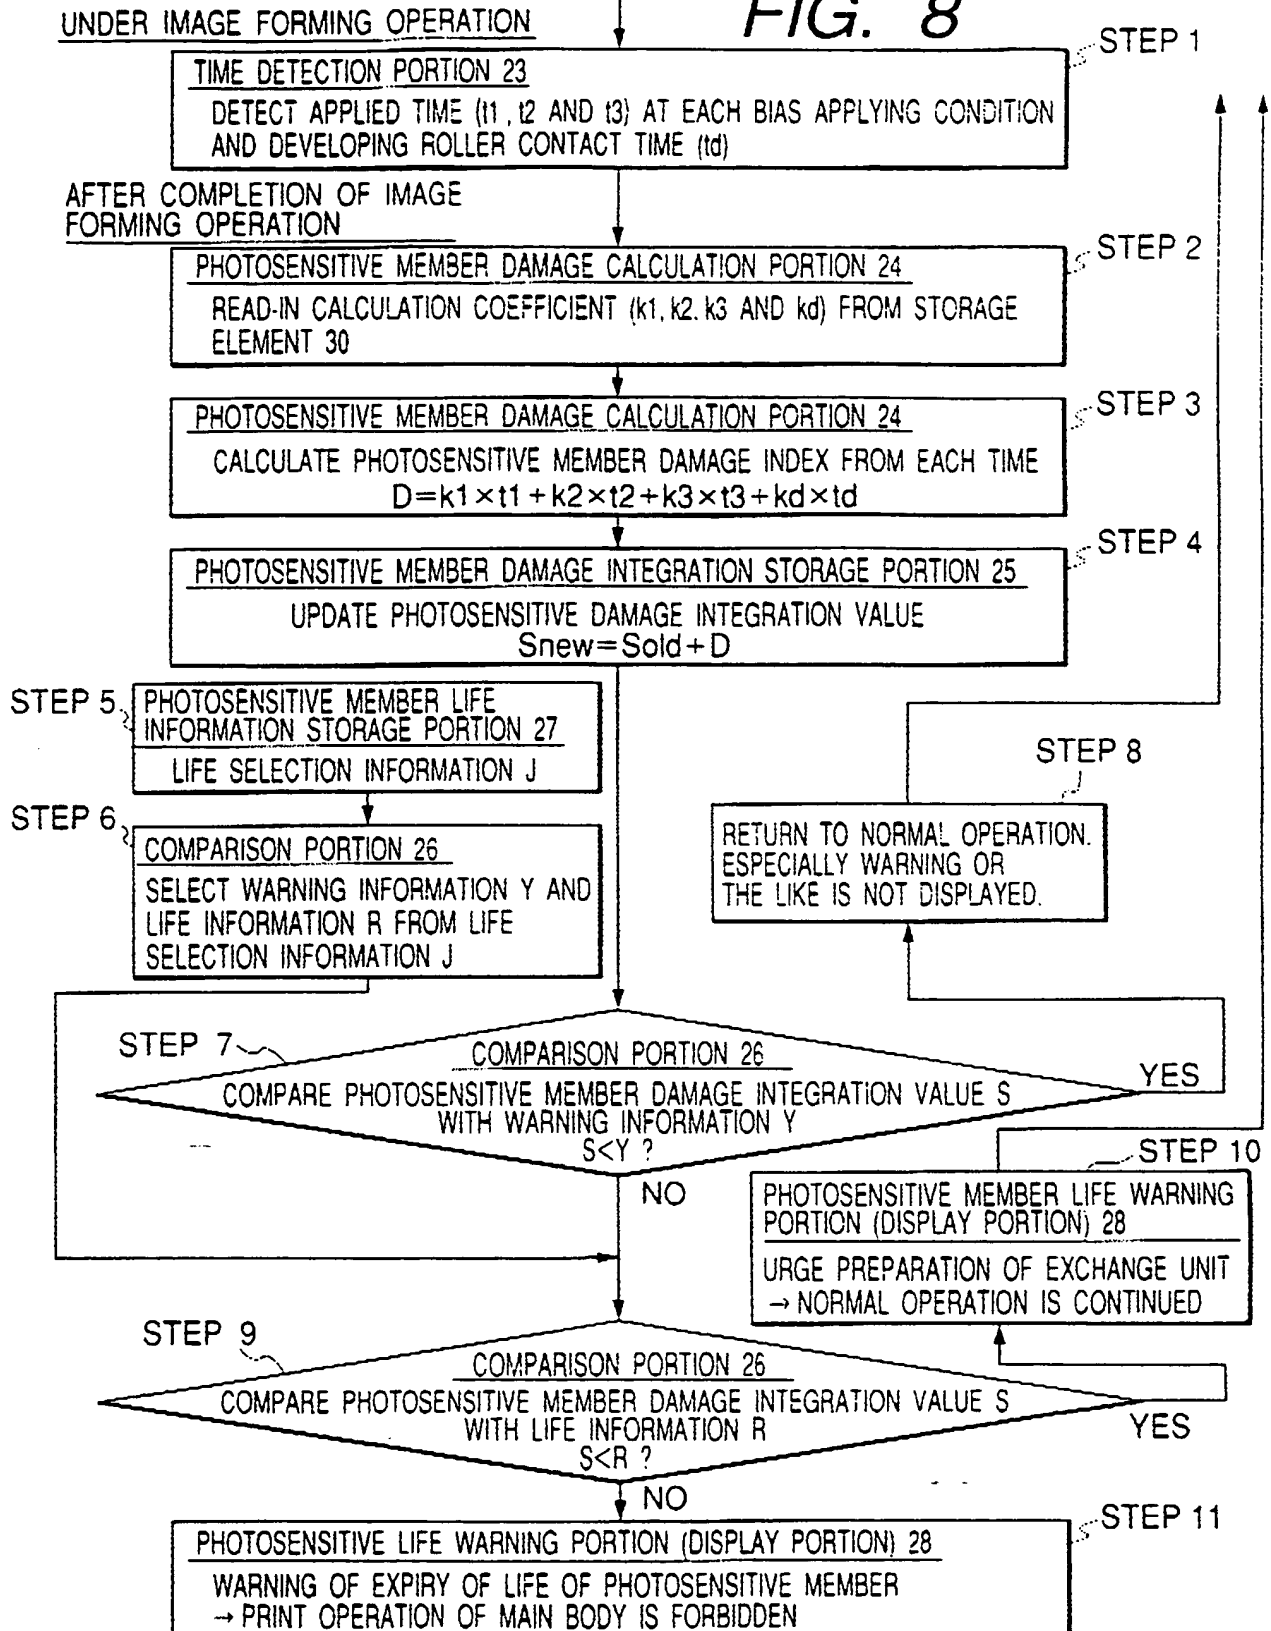 FIG. 8
UNDER IMAGE FORMING OPERATION
STEP 1
TIME DETECTION PORTION 23
DETECT APPLIED TIME (t1, t2 AND t3) AT EACH BIAS APPLYING CONDITION
AND DEVELOPING ROLLER CONTACT TIME (td)
AFTER COMPLETION OF IMAGE
FORMING OPERATION
STEP 2
PHOTOSENSITIVE MEMBER DAMAGE CALCULATION PORTION 24
READ-IN CALCULATION COEFFICIENT (k1, k2. k3 AND kd) FROM STORAGE
ELEMENT 30
STEP 3
PHOTOSENSITIVE MEMBER DAMAGE CALCULATION PORTION 24
CALCULATE PHOTOSENSITIVE MEMBER DAMAGE INDEX FROM EACH TIME
D=k1×t1+k2×t2+k3×t3+kd×td
STEP 4
PHOTOSENSITIVE MEMBER DAMAGE INTEGRATION STORAGE PORTION 25
UPDATE PHOTOSENSITIVE DAMAGE INTEGRATION VALUE
Snew=Sold+D
STEP 5
PHOTOSENSITIVE MEMBER LIFE
INFORMATION STORAGE PORTION 27
LIFE SELECTION INFORMATION J
STEP 6
COMPARISON PORTION 26
SELECT WARNING INFORMATION Y AND
LIFE INFORMATION R FROM LIFE
SELECTION INFORMATION J
STEP 8
RETURN TO NORMAL OPERATION.
ESPECIALLY WARNING OR
THE LIKE IS NOT DISPLAYED.
STEP 7
COMPARISON PORTION 26
COMPARE PHOTOSENSITIVE MEMBER DAMAGE INTEGRATION VALUE S
WITH WARNING INFORMATION Y
S<Y ?
YES
NO
STEP 10
PHOTOSENSITIVE MEMBER LIFE WARNING
PORTION (DISPLAY PORTION) 28
URGE PREPARATION OF EXCHANGE UNIT
→ NORMAL OPERATION IS CONTINUED
STEP 9
COMPARISON PORTION 26
COMPARE PHOTOSENSITIVE MEMBER DAMAGE INTEGRATION VALUE S
WITH LIFE INFORMATION R
S<R ?
YES
NO
STEP 11
PHOTOSENSITIVE LIFE WARNING PORTION (DISPLAY PORTION) 28
WARNING OF EXPIRY OF LIFE OF PHOTOSENSITIVE MEMBER
→ PRINT OPERATION OF MAIN BODY IS FORBIDDEN